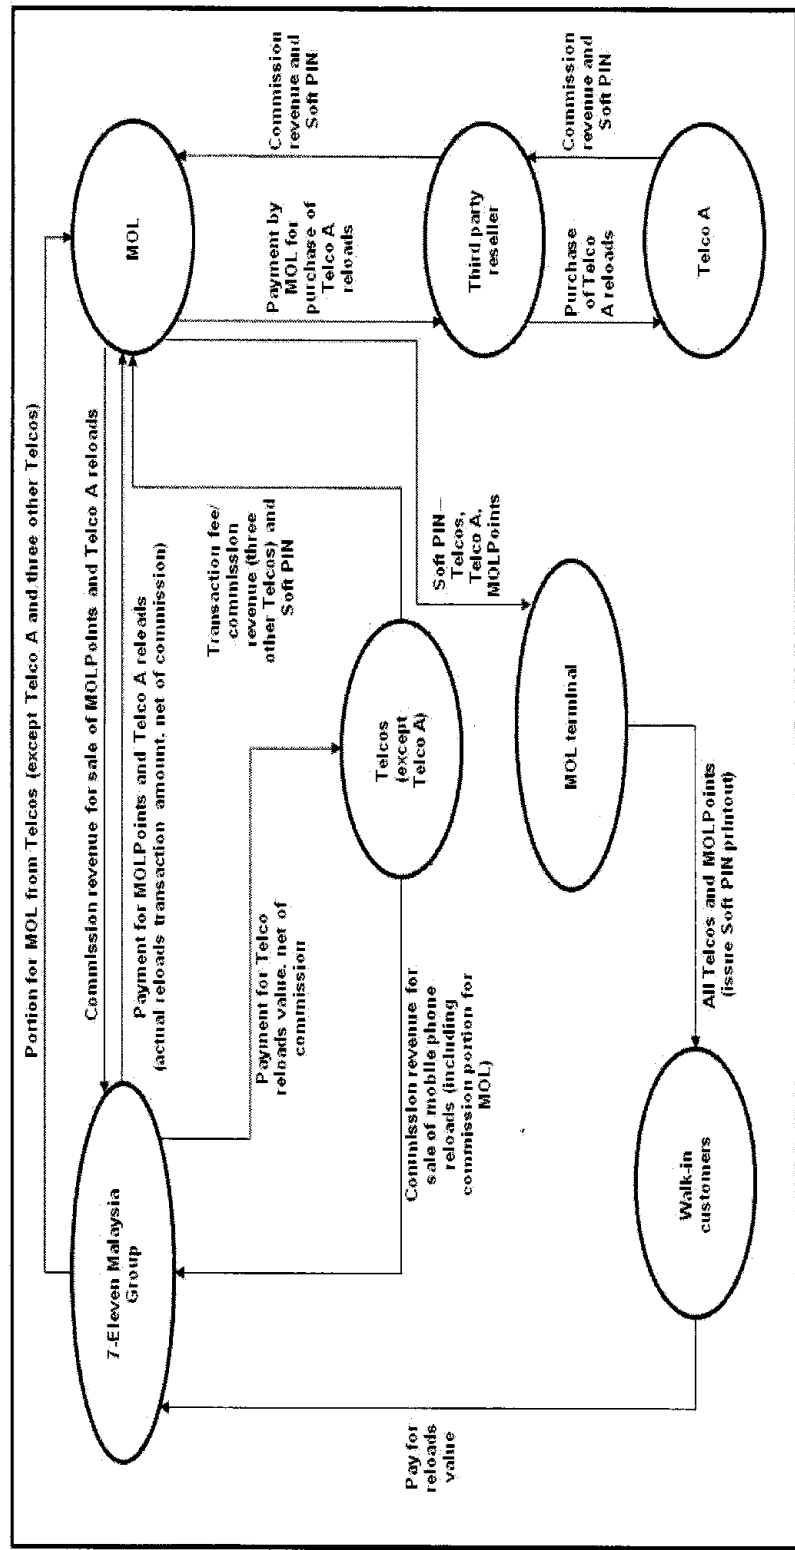 Portion for MOL from Telcos (except Telco A and three other Telcos)
Commission revenue for sale of MOLPoints and Telco A reloads
Payment for MOLPoints and Telco A reloads
(actual reloads transaction amount, net of commission)
7-Eleven Malaysia
Group
MOL
Payment for Telco
reloads value, net of
commission
Transaction fee/
commission
revenue (three
other Telcos) and
Soft PIN
Payment by
MOL for
purchase of
Telco A
reloads
Commission
revenue and
Soft PIN
Telcos
(except
Telco A)
Commission revenue for
sale of mobile phone
reloads (including
commission portion for
MOL)
Soft PIN –
Telcos,
Telco A,
MOLPoints
Third party
reseller
Pay for
reloads
value
MOL terminal
Purchase
of Telco
A reloads
Commission
revenue and
Soft PIN
Walk-in
customers
All Telcos and MOLPoints
(issue Soft PIN printout)
Telco A